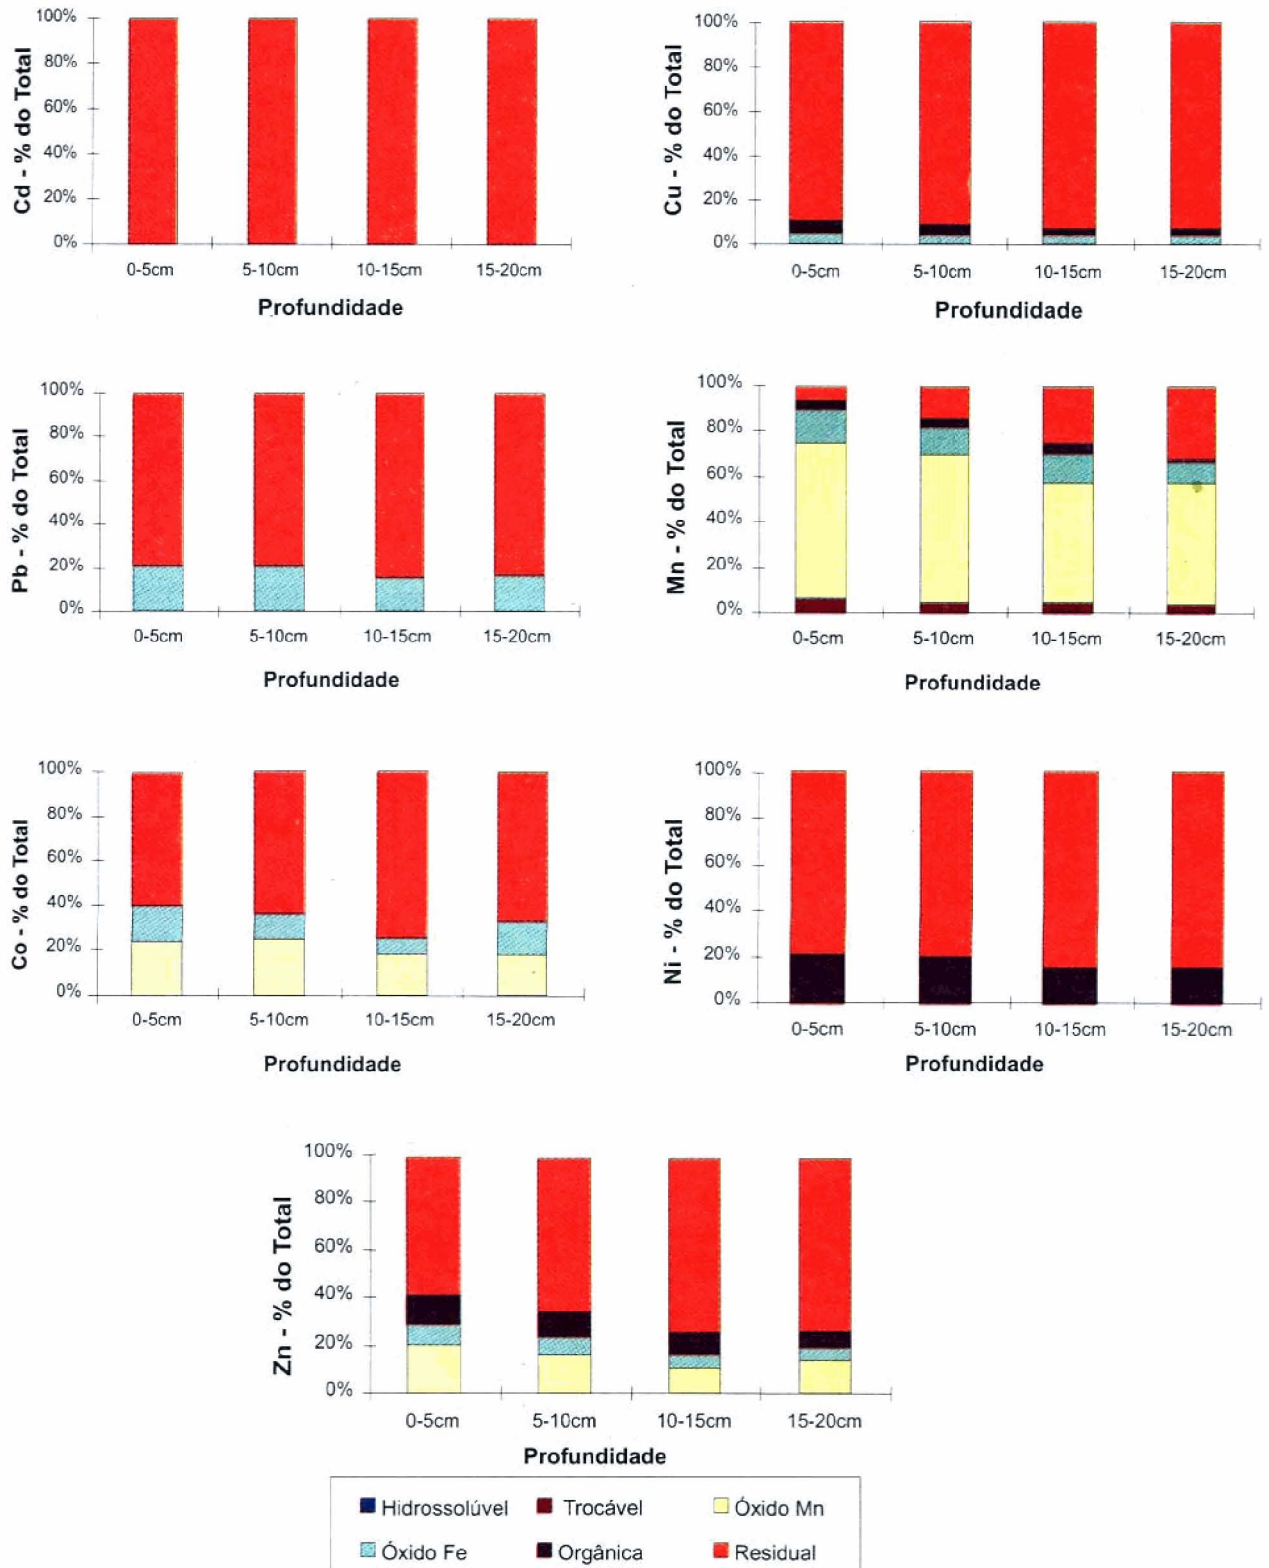 Cd - % do Total
100%
80%
60%
40%
20%
0%
0-5cm 5-10cm 10-15cm 15-20cm
Profundidade
Cu - % do Total
100%
80%
60%
40%
20%
0%
0-5cm 5-10cm 10-15cm 15-20cm
Profundidade
Pb - % do Total
100%
80%
60%
40%
20%
0%
0-5cm 5-10cm 10-15cm 15-20cm
Profundidade
Mn - % do Total
100%
80%
60%
40%
20%
0%
0-5cm 5-10cm 10-15cm 15-20cm
Profundidade
Co - % do Total
100%
80%
60%
40%
20%
0%
0-5cm 5-10cm 10-15cm 15-20cm
Profundidade
Ni - % do Total
100%
80%
60%
40%
20%
0%
0-5cm 5-10cm 10-15cm 15-20cm
Profundidade
Zn - % do Total
100%
80%
60%
40%
20%
0%
0-5cm 5-10cm 10-15cm 15-20cm
Profundidade
Hidrossolúvel Trocável Óxido Mn
Óxido Fe Orgânica Residual